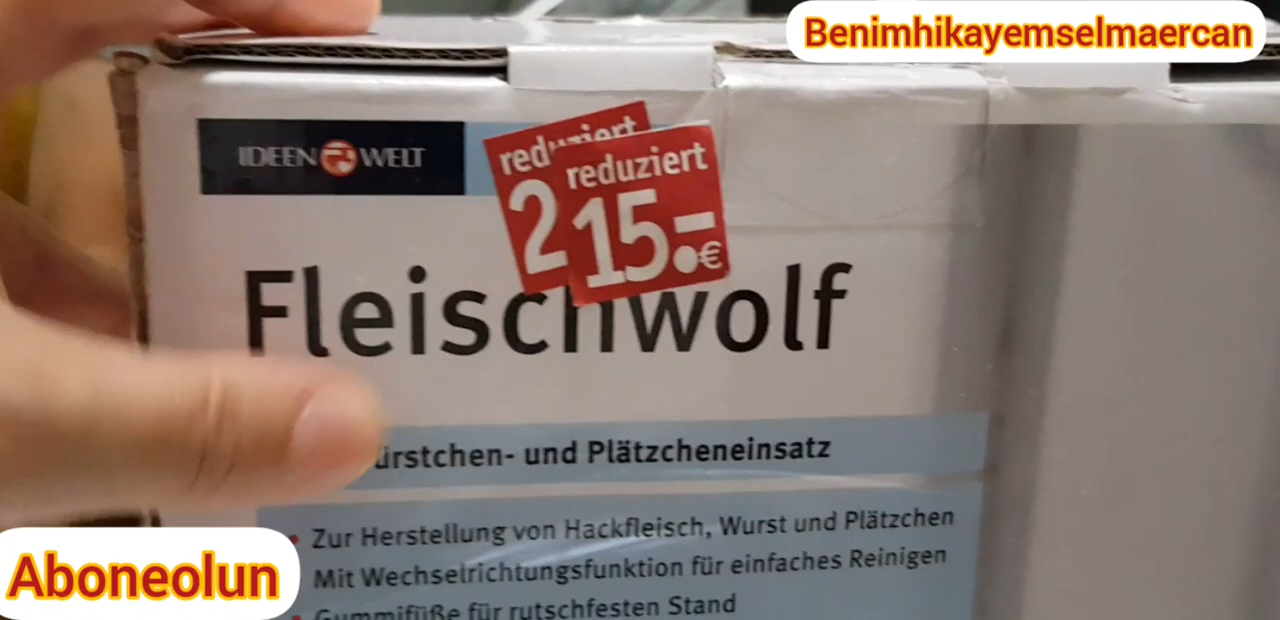 Benimhikayemselmaercan
IDEEN WELT
reduziert
2
reduziert
15.- €
Fleischwolf
und Plätzcheneinsatz
Zur Herstellung von Hackfleisch, Wurst und Plätzchen
Mit Wechselrichtungsfunktion für einfaches Reinigen
Gummifüße für rutschfesten Stand
Aboneolun